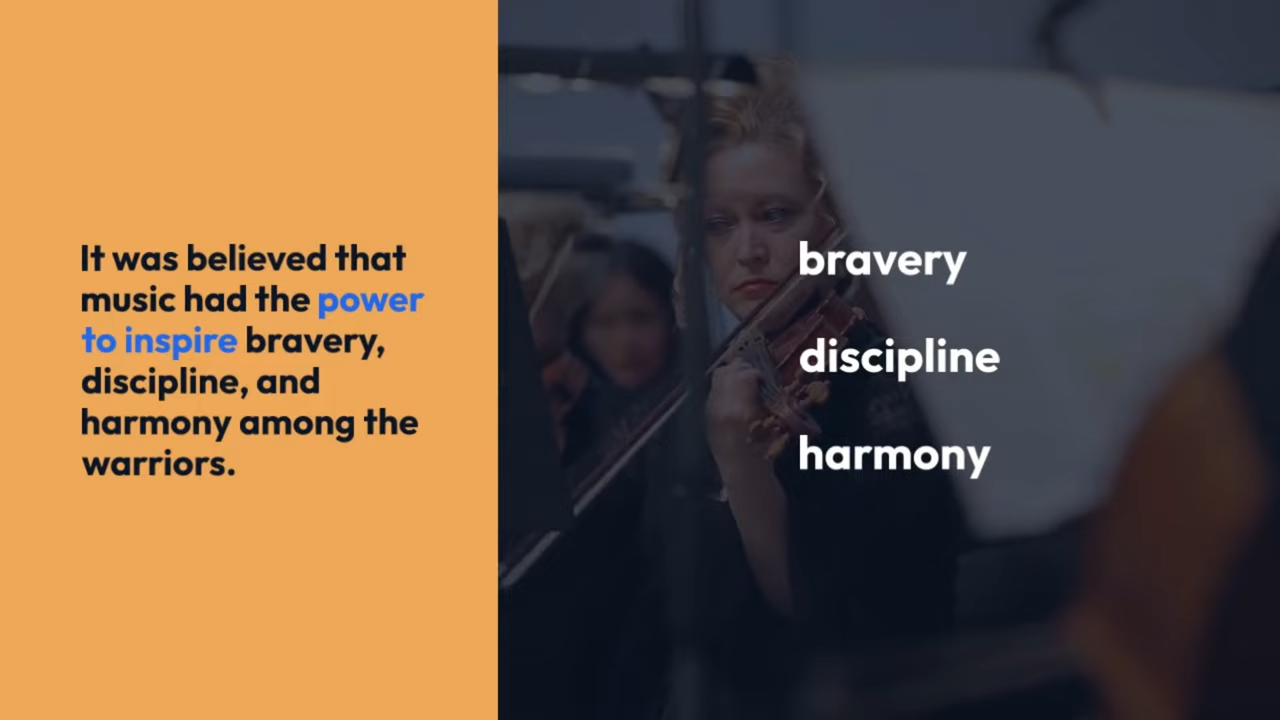 It was believed that
music had the power
to inspire bravery,
discipline, and
harmony among the
warriors.
bravery
discipline
harmony